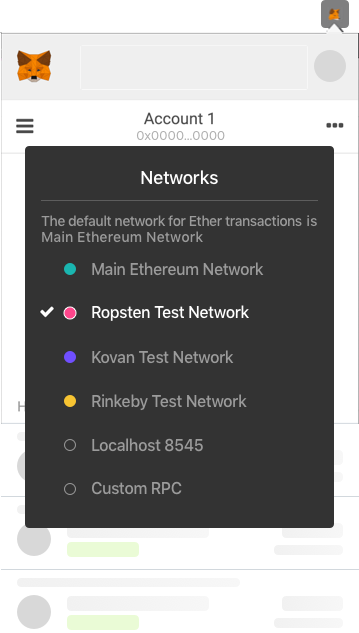 Account 1
0x0000...0000
Networks
The default network for Ether transactions is
Main Ethereum Network
Main Ethereum Network
Ropsten Test Network
Kovan Test Network
Rinkeby Test Network
Localhost 8545
Custom RPC